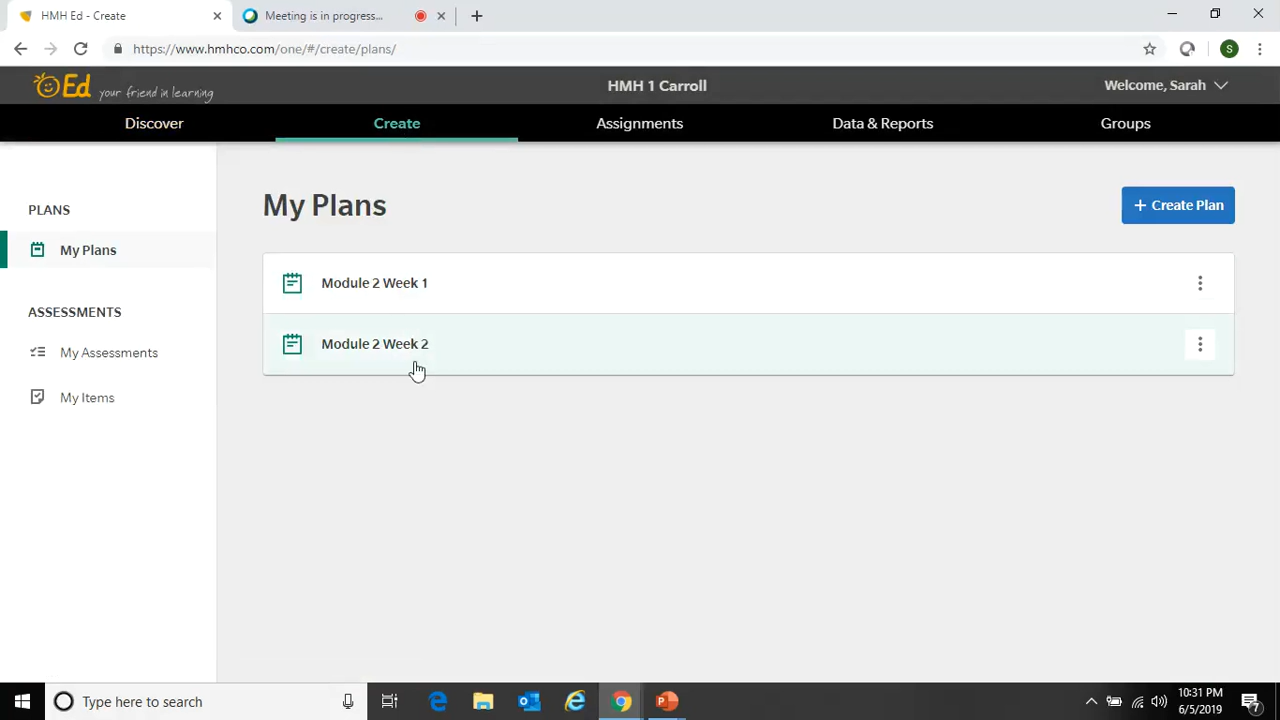 HMH Ed - Create
Meeting is in progress...
https://www.hmhco.com/one/#/create/plans/
S
Ed your friend in learning
HMH 1 Carroll
Welcome, Sarah
Discover
Create
Assignments
Data & Reports
Groups
PLANS
My Plans
ASSESSMENTS
My Assessments
My Items
My Plans
+ Create Plan
Module 2 Week 1
Module 2 Week 2
Type here to search
10:31 PM
6/5/2019
7